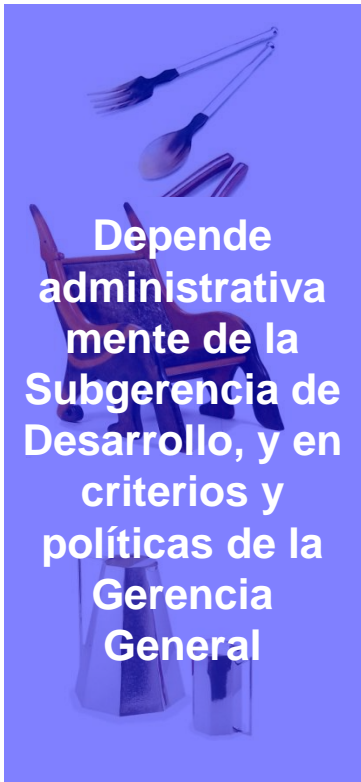 Depende
administrativa
mente de la
Subgerencia de
Desarrollo, y en
criterios y
políticas de la
Gerencia
General